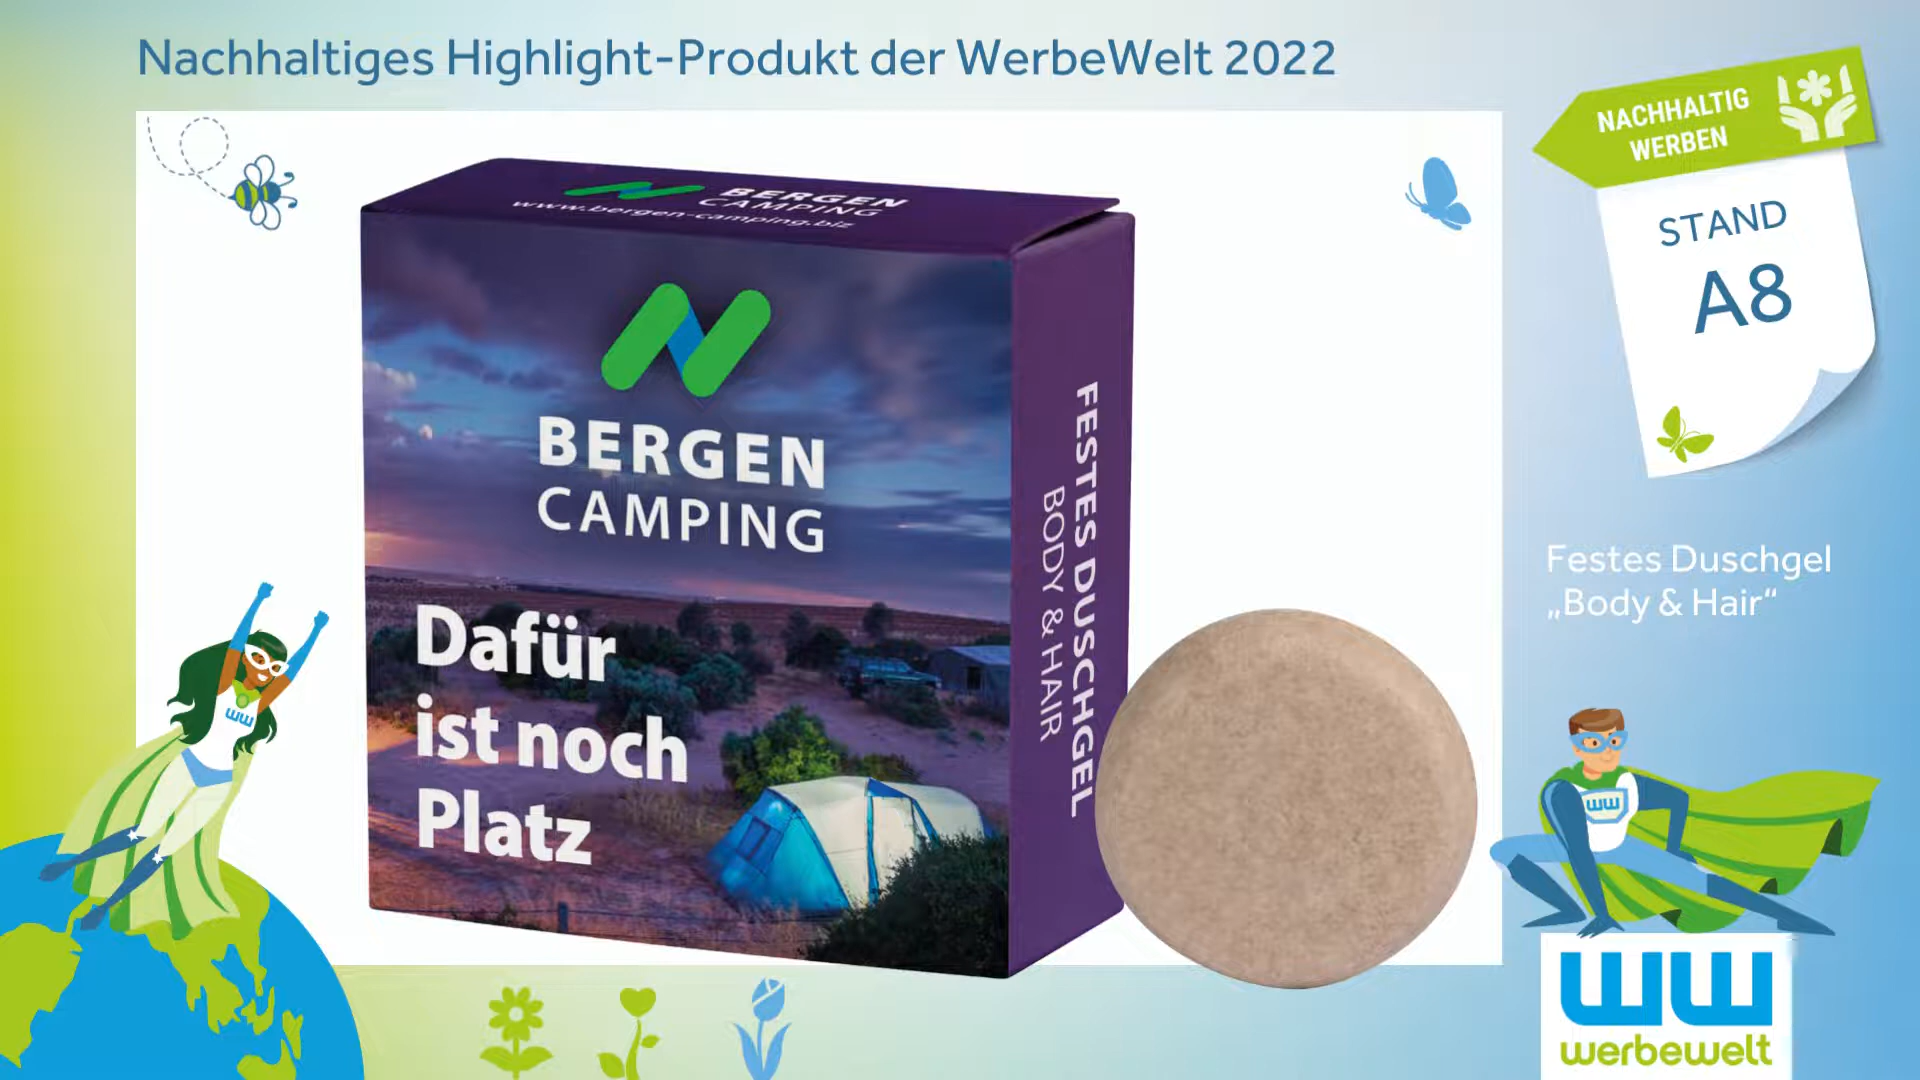 Nachhaltiges Highlight-Produkt der WerbeWelt 2022
NACHHALTIG
WERBEN
STAND
A8
BERGEN
CAMPING
www.bergen-camping.biz
BERGEN
CAMPING
Dafür
ist noch
Platz
FESTES DUSCHGEL
BODY & HAIR
Festes Duschgel
„Body & Hair“
WW
WW
WW
werbewelt